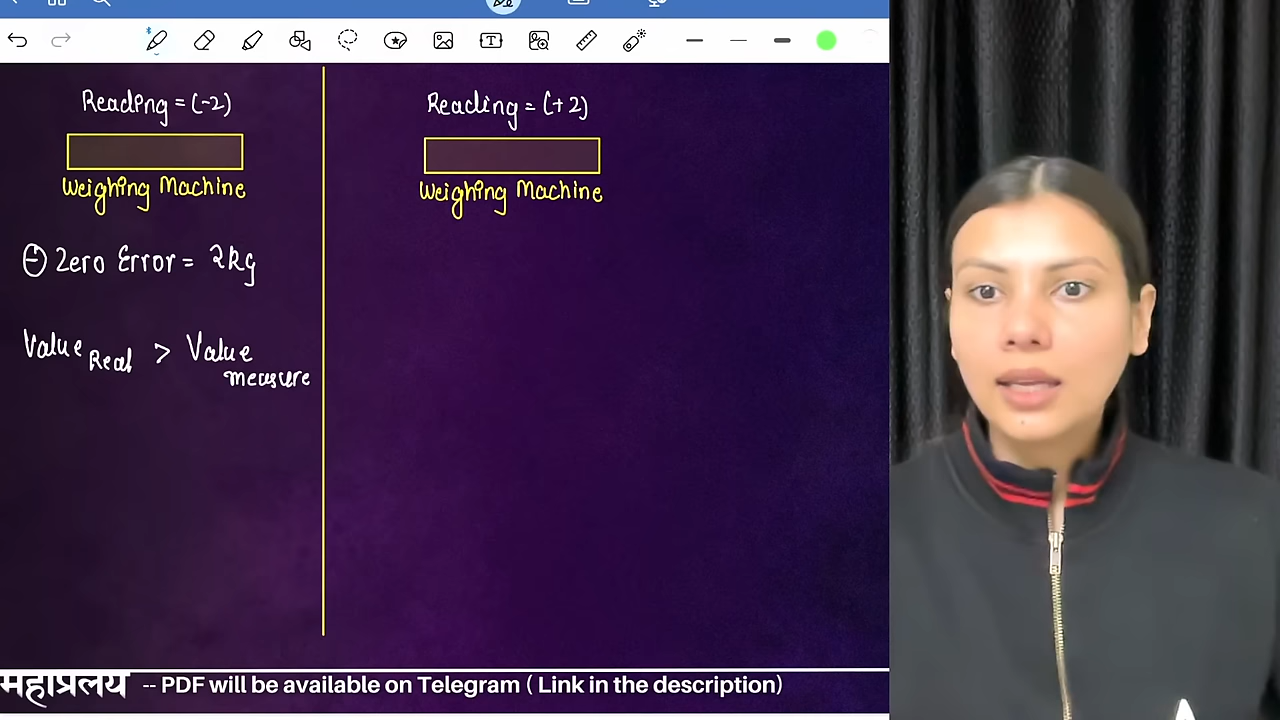 Reading = (-2)
Weighing Machine
⊖ Zero Error = 2kg
Value Real > Value measure
Reading = (+2)
Weighing Machine
महाप्रलय -- PDF will be available on Telegram ( Link in the description)